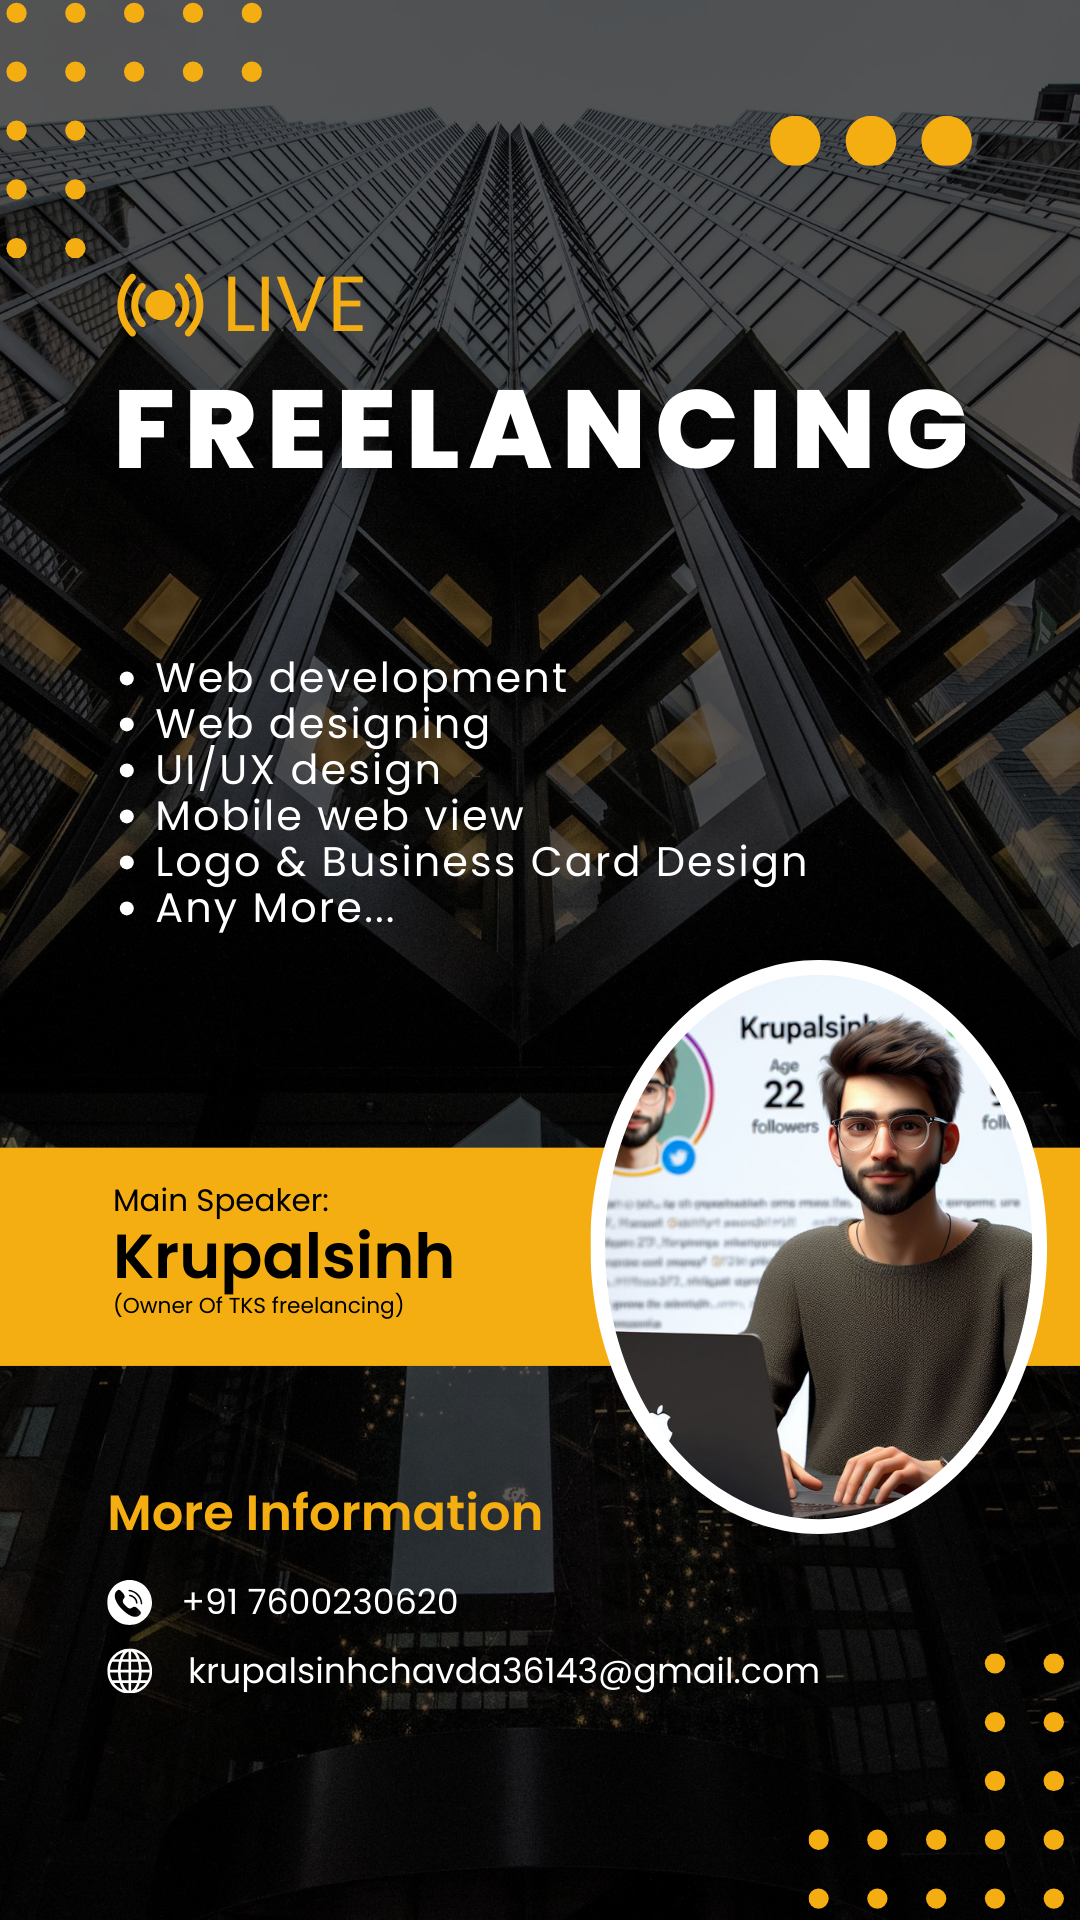 LIVE
FREELANCING
• Web development
• Web designing
• UI/UX design
• Mobile web view
• Logo & Business Card Design
• Any More...
Krupalsinh
Age
22
followers
Main Speaker:
Krupalsinh
(Owner Of TKS freelancing)
More Information
+91 7600230620
krupalsinhchavda36143@gmail.com